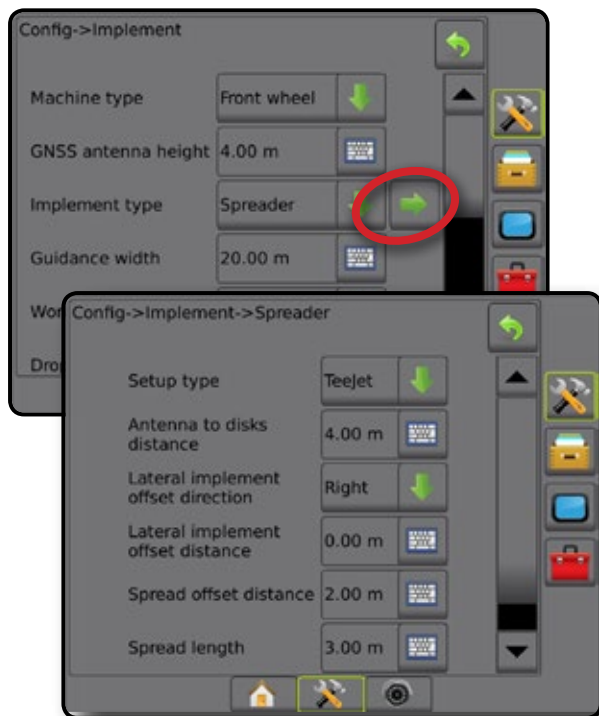 Config->Implement
Machine type Front wheel
GNSS antenna height 4.00 m
Implement type Spreader
Guidance width 20.00 m
Wor
Dro
Config->Implement->Spreader
Setup type TeeJet
Antenna to disks
distance 4.00 m
Lateral implement
offset direction Right
Lateral implement
offset distance 0.00 m
Spread offset distance 2.00 m
Spread length 3.00 m